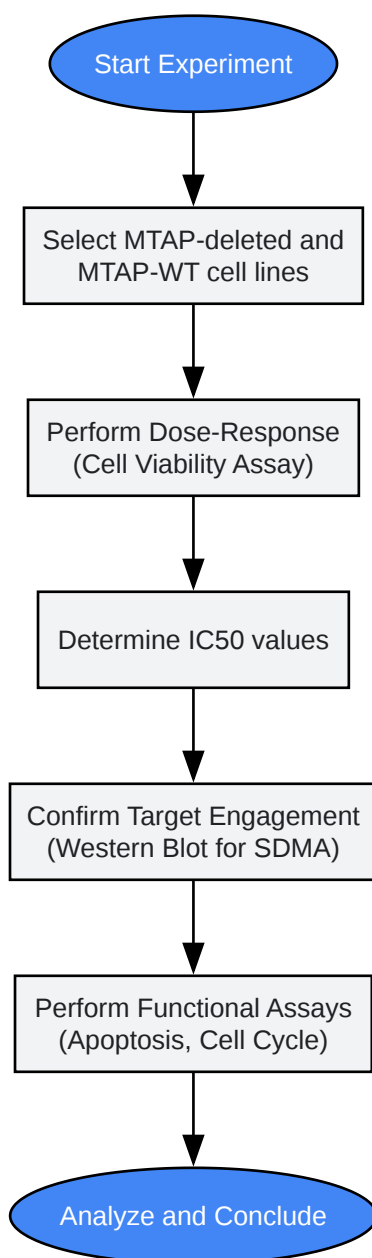 Start Experiment
Select MTAP-deleted and
MTAP-WT cell lines
Perform Dose-Response
(Cell Viability Assay)
Determine IC50 values
Confirm Target Engagement
(Western Blot for SDMA)
Perform Functional Assays
(Apoptosis, Cell Cycle)
Analyze and Conclude